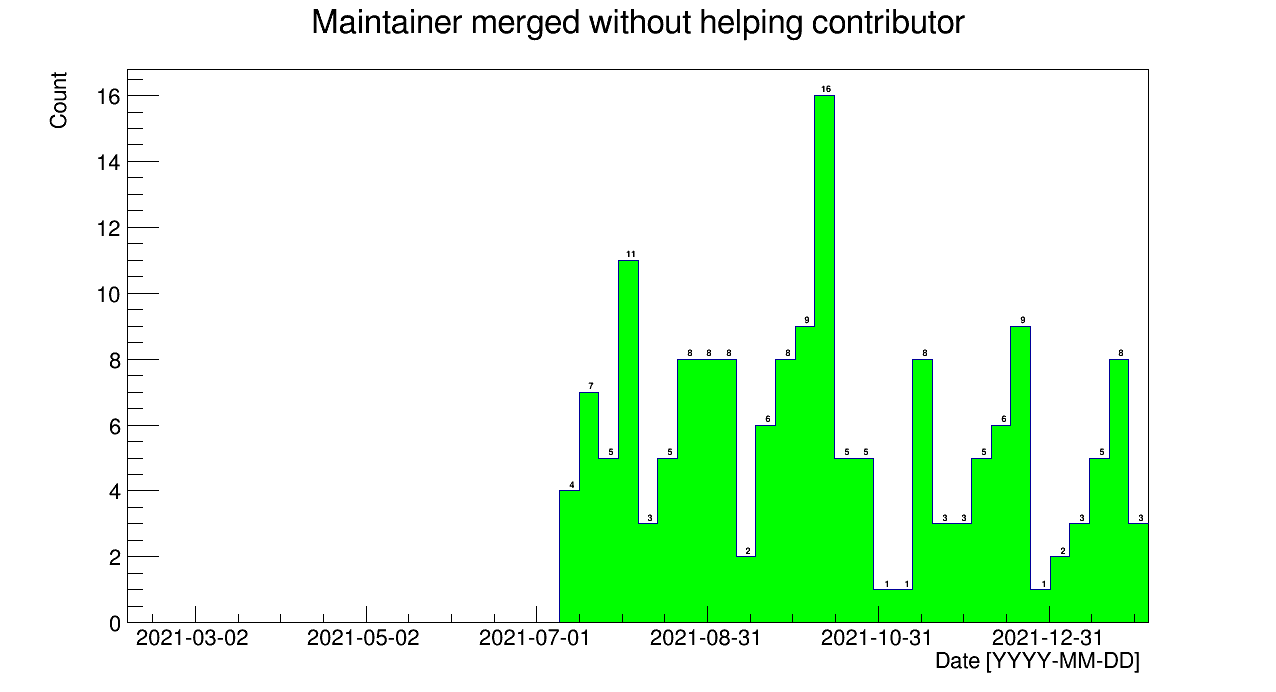 Maintainer merged without helping contributor
Count
16
14
12
10
8
6
4
2
0
4 7 5 11 3 5 8 8 8 2 6 8 9 16 5 5 1 1 8 3 3 5 6 9 1 2 3 5 8 3
2021-03-02 2021-05-02 2021-07-01 2021-08-31 2021-10-31 2021-12-31
Date [YYYY-MM-DD]